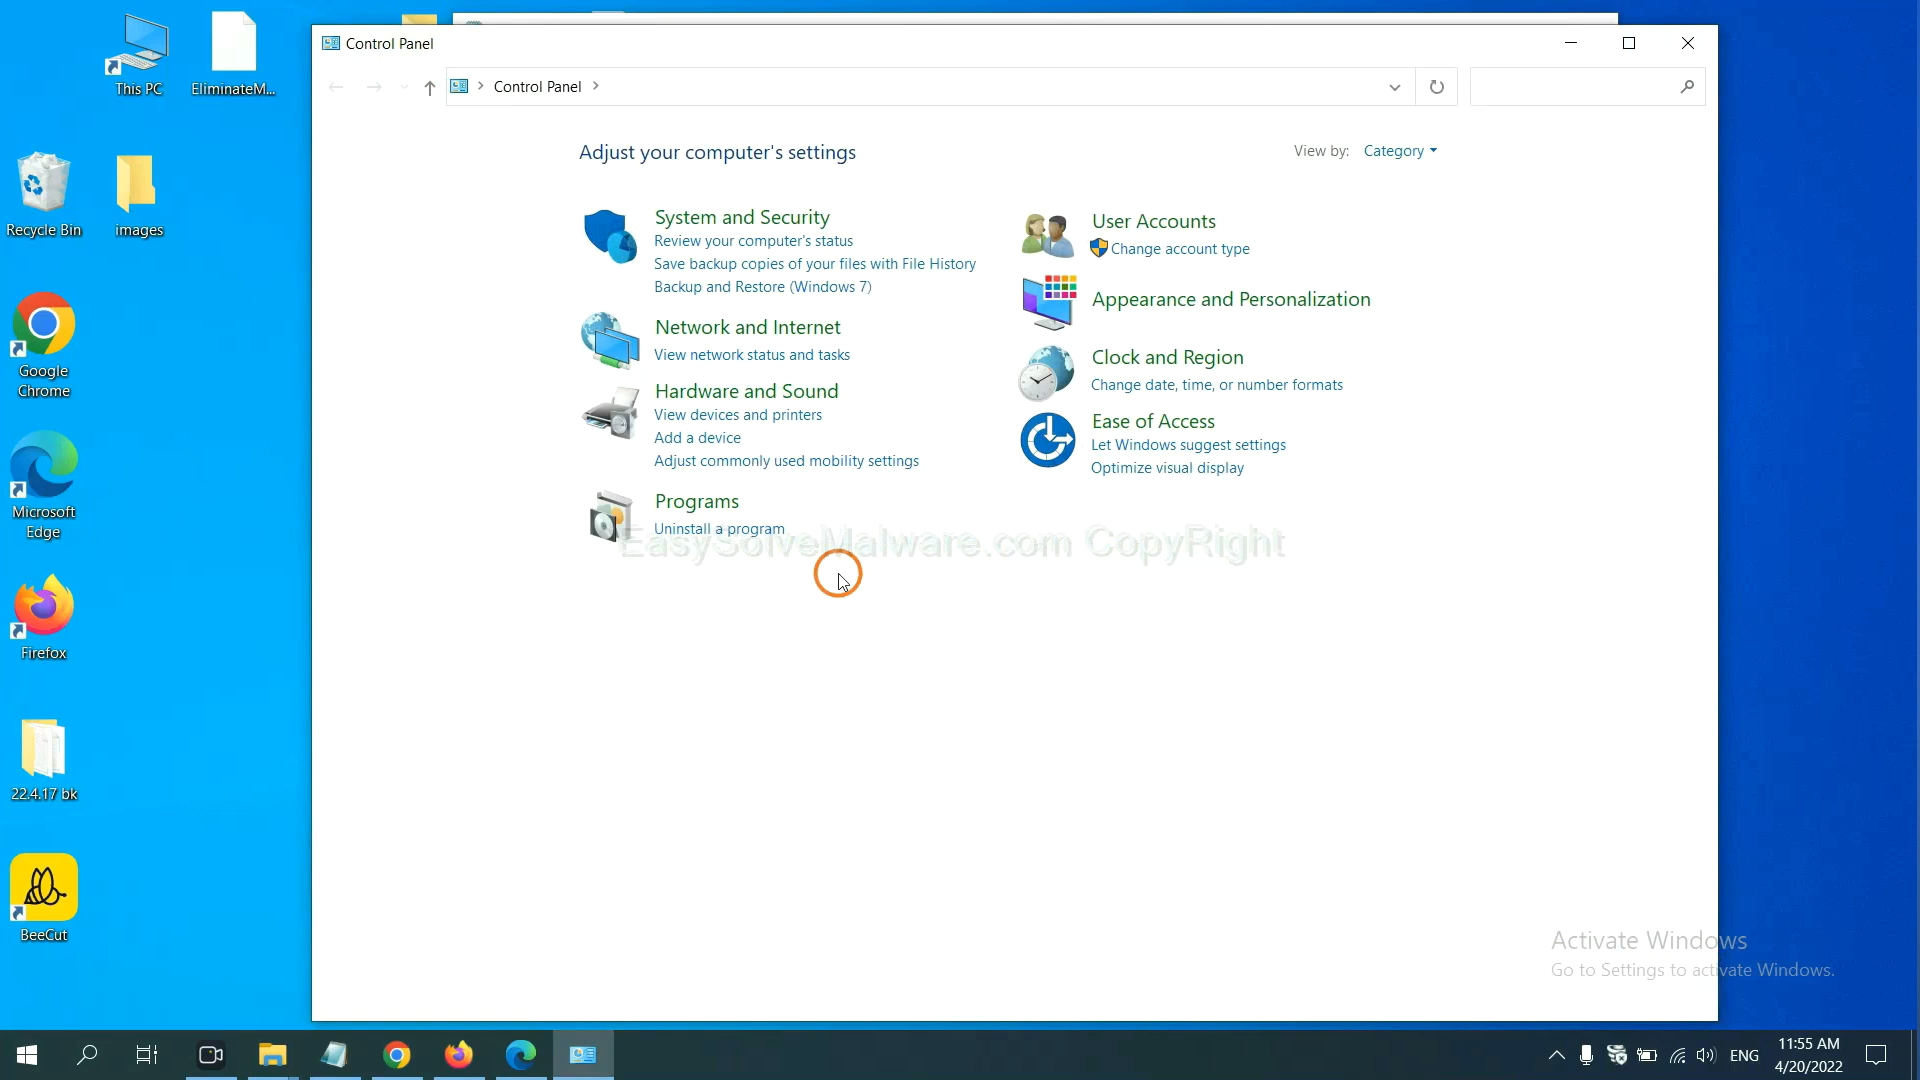 This PC
EliminateM...
Recycle Bin
images
Google
Chrome
Microsoft
Edge
Firefox
22.4.17 bk
BeeCut
Control Panel
Control Panel
Adjust your computer's settings
View by: Category
System and Security
Review your computer's status
Save backup copies of your files with File History
Backup and Restore (Windows 7)
Network and Internet
View network status and tasks
Hardware and Sound
View devices and printers
Add a device
Adjust commonly used mobility settings
Programs
Uninstall a program
User Accounts
Change account type
Appearance and Personalization
Clock and Region
Change date, time, or number formats
Ease of Access
Let Windows suggest settings
Optimize visual display
EasySolveMalware.com CopyRight
Activate Windows
Go to Settings to activate Windows.
ENG
11:55 AM
4/20/2022